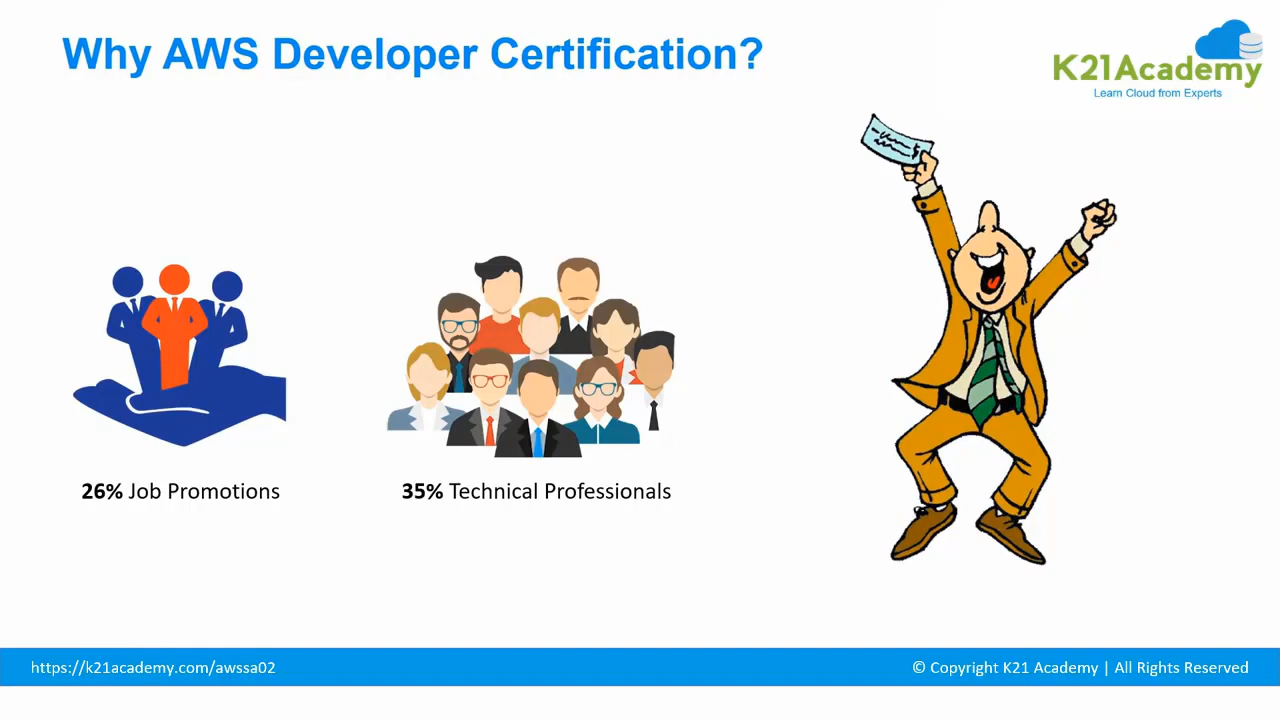 Why AWS Developer Certification?
K21Academy
Learn Cloud from Experts
26% Job Promotions
35% Technical Professionals
https://k21academy.com/awssa02
© Copyright K21 Academy | All Rights Reserved